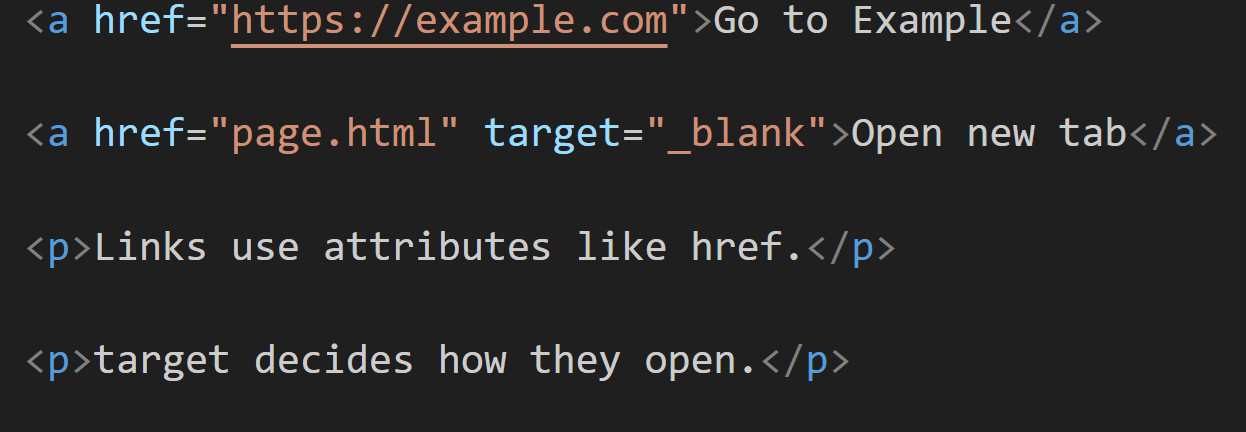 <a href="https://example.com">Go to Example</a>
<a href="page.html" target="_blank">Open new tab</a>
<p>Links use attributes like href.</p>
<p>target decides how they open.</p>